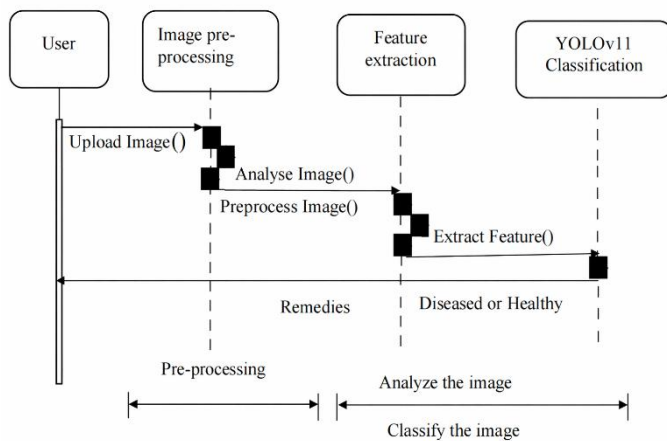 User
Image pre-
processing
Feature
extraction
YOLOv11
Classification
Upload Image()
Analyse Image()
Preprocess Image()
Extract Feature()
Remedies
Diseased or Healthy
Pre-processing
Analyze the image
Classify the image